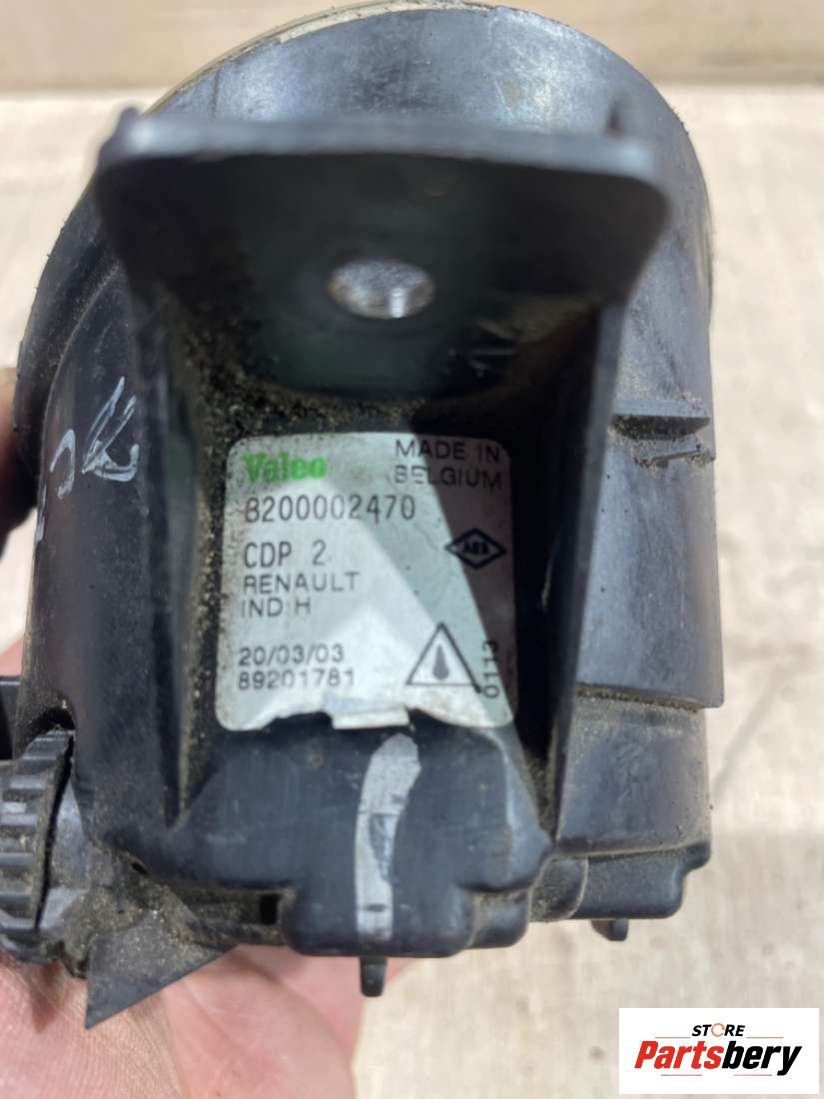 Valeo
MADE IN
BELGIUM
8200002470
CDP 2
RENAULT
IND:H
20/03/03
89201781
0113
STORE
Partsbery